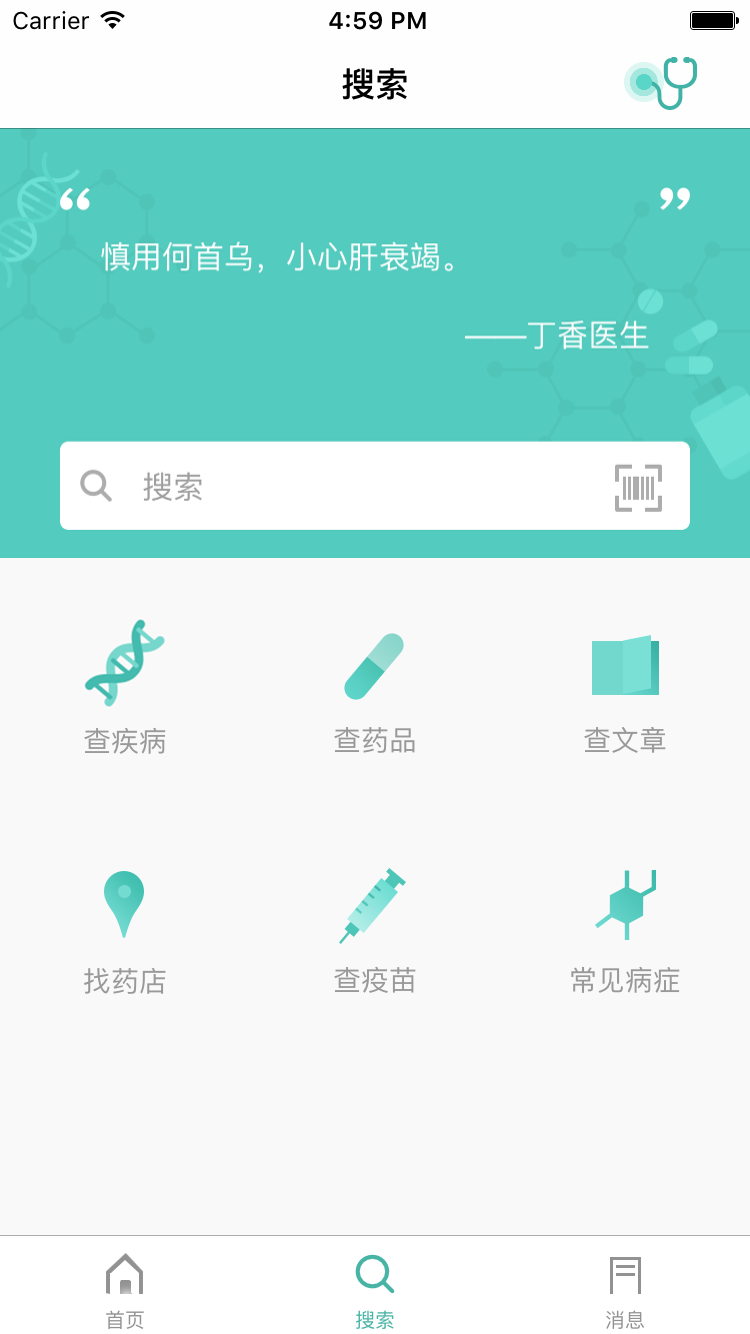 Carrier 4:59 PM
搜索
“ ”
慎用何首乌，小心肝衰竭。
——丁香医生
搜索
查疾病 查药品 查文章
找药店 查疫苗 常见病症
首页 搜索 消息